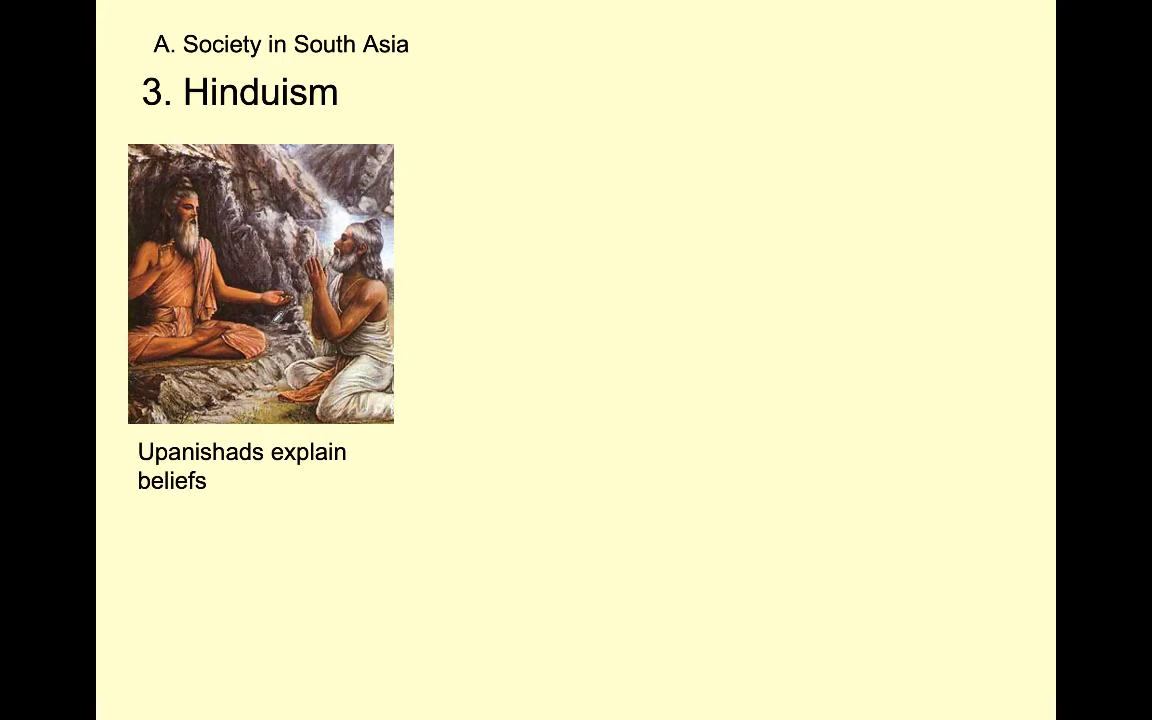 A. Society in South Asia
3. Hinduism
Upanishads explain
beliefs